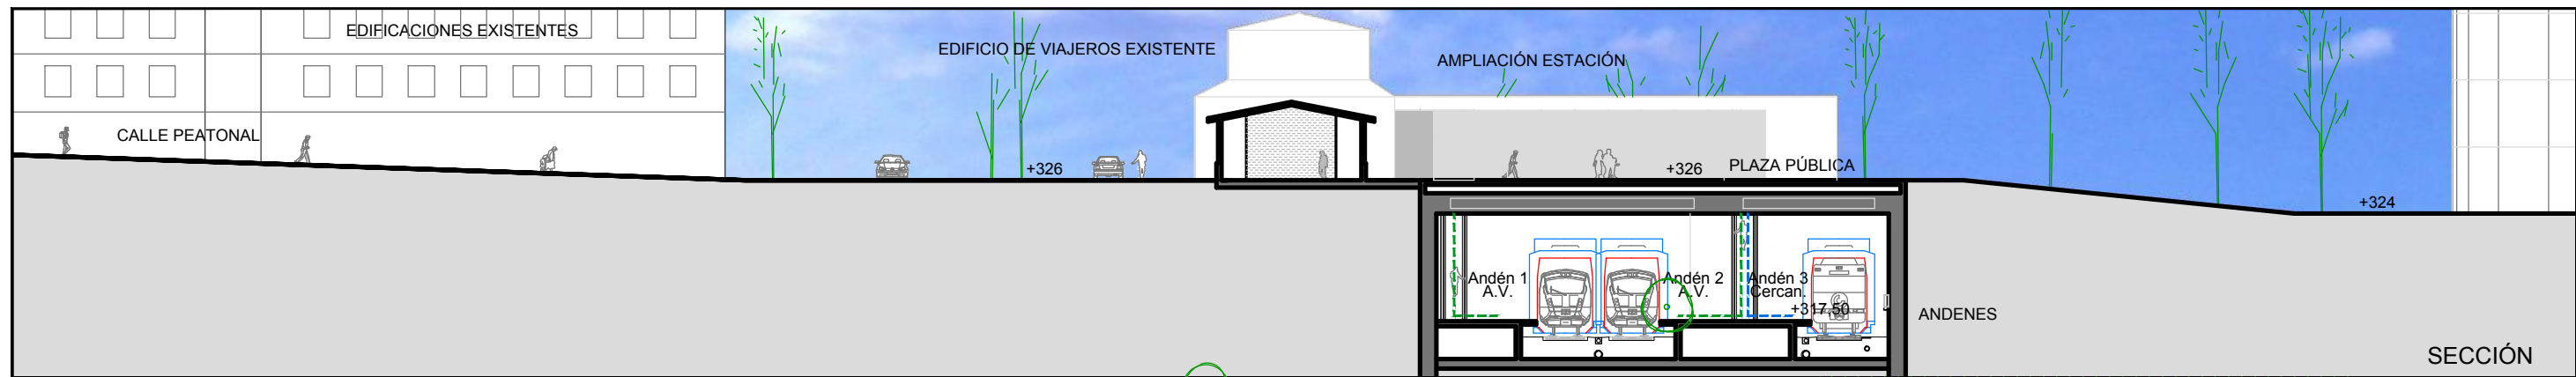 EDIFICACIONES EXISTENTES
EDIFICIO DE VIAJEROS EXISTENTE
AMPLIACIÓN ESTACIÓN
CALLE PEATONAL
+326
+326
PLAZA PÚBLICA
+324
Andén 1
A.V.
Andén 2
A.V.
Andén 3
Cercan.
+317,50
ANDENES
SECCIÓN